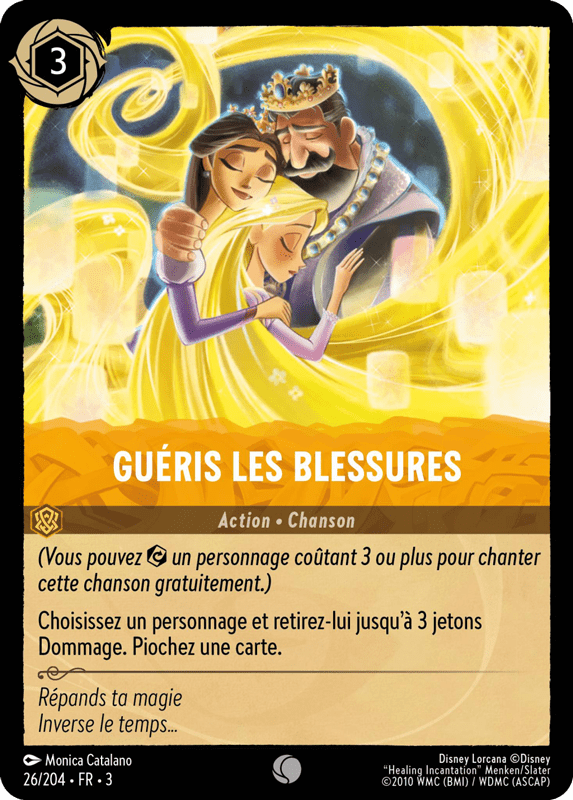 3
GUÉRIS LES BLESSURES
Action • Chanson
(Vous pouvez un personnage coûtant 3 ou plus pour chanter
cette chanson gratuitement.)
Choisissez un personnage et retirez-lui jusqu'à 3 jetons
Dommage. Piochez une carte.
Répands ta magie
Inverse le temps...
Monica Catalano
26/204 • FR • 3
Disney Lorcana ©Disney
"Healing Incantation" Menken/Slater
©2010 WMC (BMI) / WDMC (ASCAP)